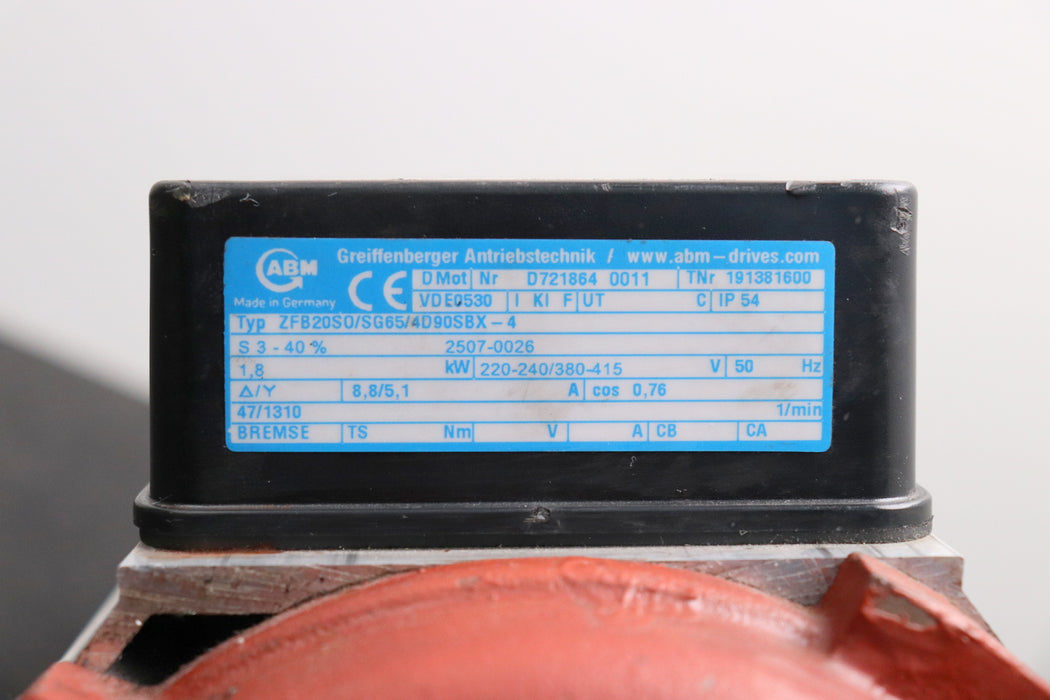 ABM
Made in Germany
Greiffenberger Antriebstechnik / www.abm-drives.com
CE
D Mot Nr D721864 0011 TNr 191381600
VDE0530 I KI F UT C IP 54
Typ ZFB20SO/SG65/4D90SBX-4
S 3 - 40 % 2507-0026
1,8 kW 220-240/380-415 V 50 Hz
Δ/Y 8,8/5,1 A cos 0,76
47/1310 1/min
BREMSE TS Nm V A CB CA